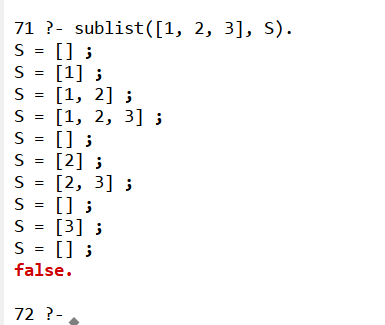 71 ?- sublist([1, 2, 3], S).
S = [] ;
S = [1] ;
S = [1, 2] ;
S = [1, 2, 3] ;
S = [] ;
S = [2] ;
S = [2, 3] ;
S = [] ;
S = [3] ;
S = [] ;
false.
72 ?-